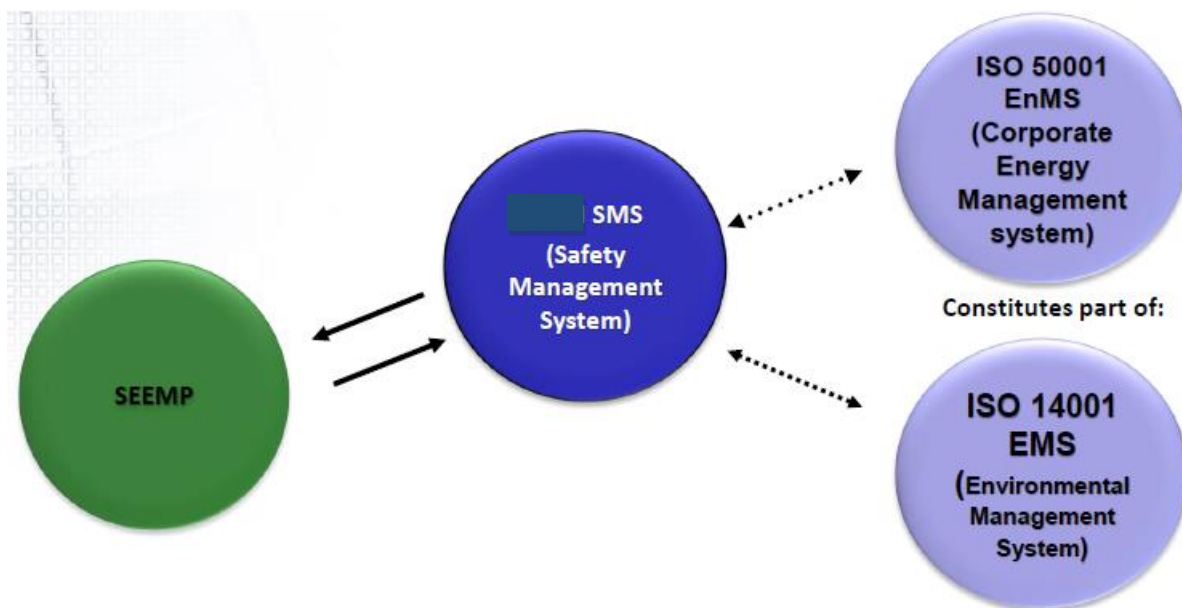 SEEMP
SMS
(Safety
Management
System)
ISO 50001
EnMS
(Corporate
Energy
Management
system)
Constitutes part of:
ISO 14001
EMS
(Environmental
Management
System)